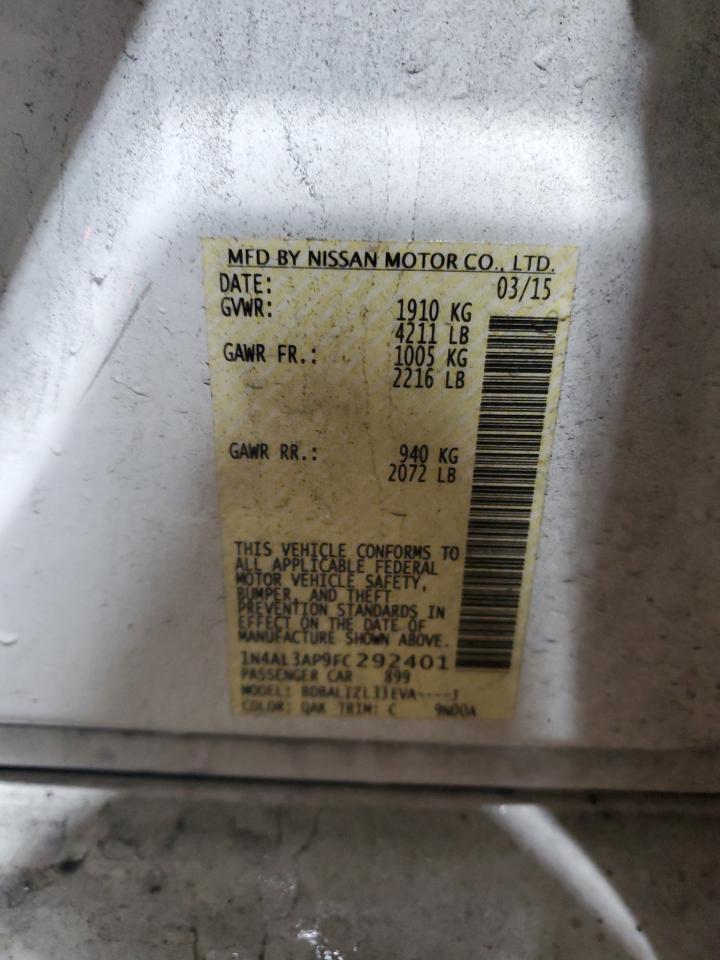 MFD BY NISSAN MOTOR CO., LTD.
DATE: 03/15
GVWR: 1910 KG
4211 LB
GAWR FR.: 1005 KG
2216 LB
GAWR RR.: 940 KG
2072 LB
THIS VEHICLE CONFORMS TO
ALL APPLICABLE FEDERAL
MOTOR VEHICLE SAFETY,
BUMPER, AND THEFT
PREVENTION STANDARDS IN
EFFECT ON THE DATE OF
MANUFACTURE SHOWN ABOVE.
1N4AL3AP9FC292401
PASSENGER CAR 899
MODEL: BDBALIZL33EVA----J
COLOR: QAK TRIM: C 9N00A